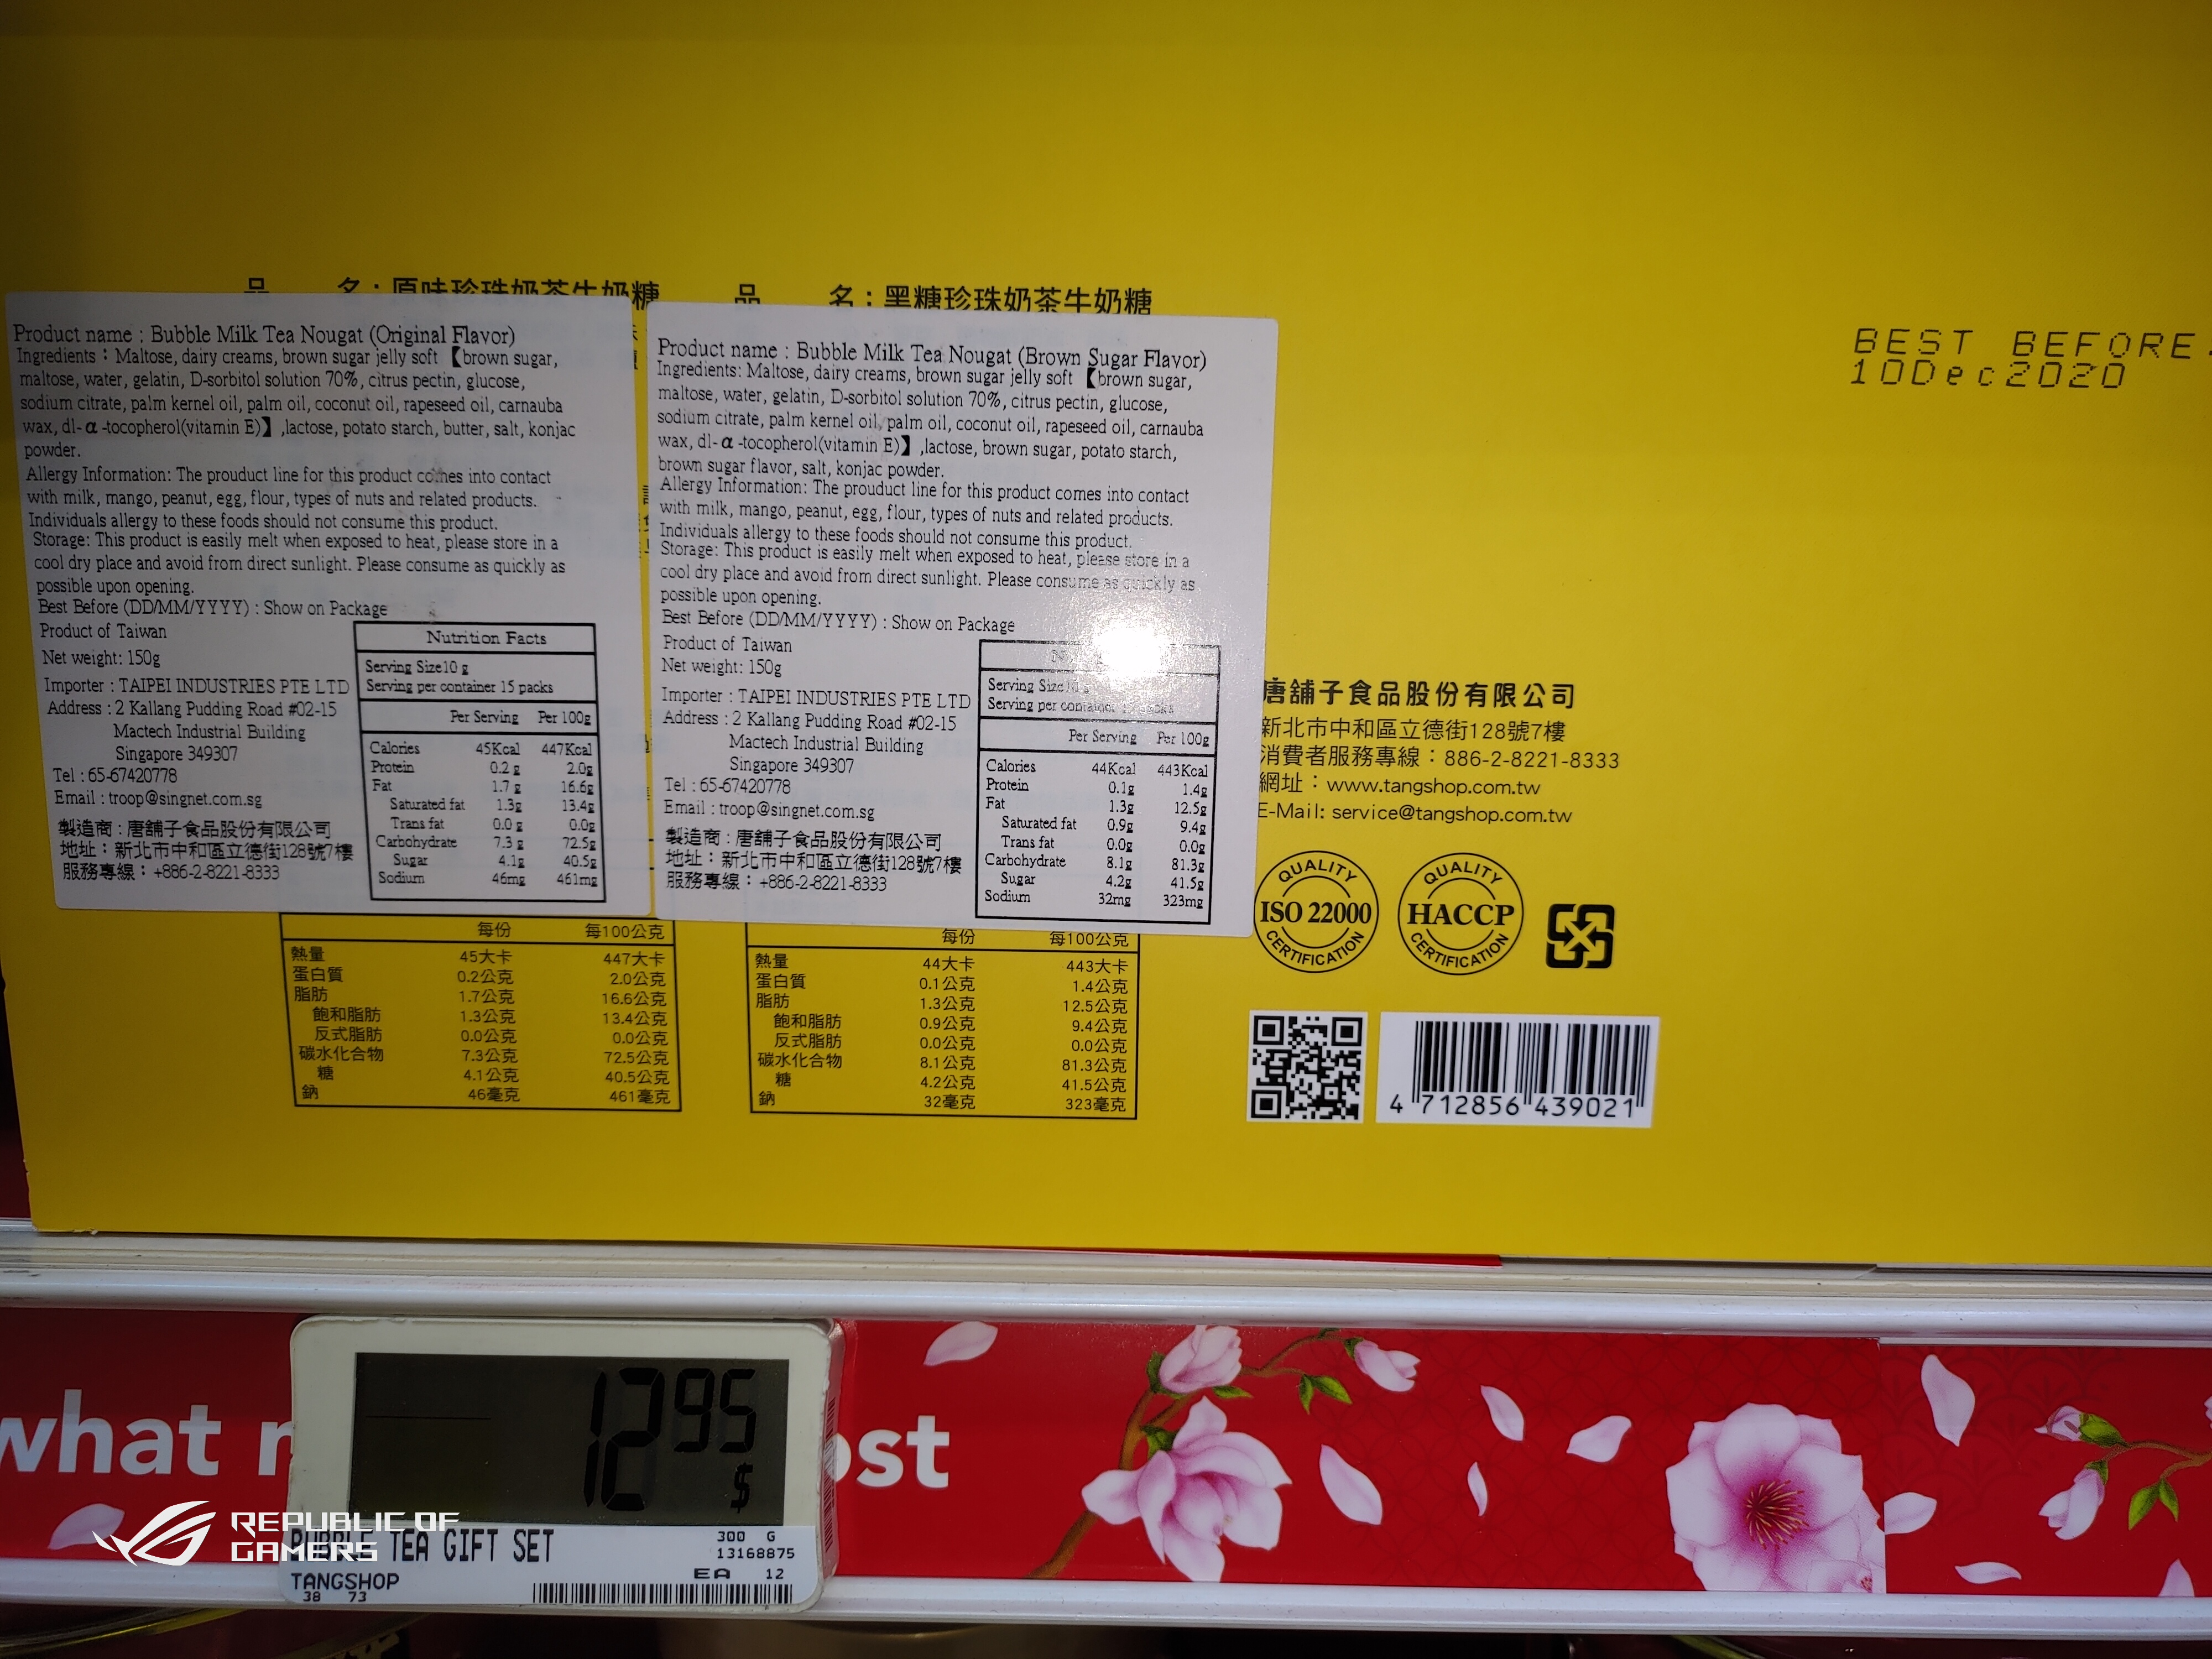 品 名：原味珍珠奶茶牛奶糖
品 名：黑糖珍珠奶茶牛奶糖
Product name : Bubble Milk Tea Nougat (Original Flavor)
Ingredients : Maltose, dairy creams, brown sugar jelly soft 【brown sugar,
maltose, water, gelatin, D-sorbitol solution 70%, citrus pectin, glucose,
sodium citrate, palm kernel oil, palm oil, coconut oil, rapeseed oil, carnauba
wax, dl-α-tocopherol(vitamin E)】 ,lactose, potato starch, butter, salt, konjac
powder.
Allergy Information: The prouduct line for this product comes into contact
with milk, mango, peanut, egg, flour, types of nuts and related products.
Individuals allergy to these foods should not consume this product.
Storage: This product is easily melt when exposed to heat, please store in a
cool dry place and avoid from direct sunlight. Please consume as quickly as
possible upon opening.
Best Before (DD/MM/YYYY) : Show on Package
Product of Taiwan
Net weight: 150g
Importer : TAIPEI INDUSTRIES PTE LTD
Address : 2 Kallang Pudding Road #02-15
Mactech Industrial Building
Singapore 349307
Tel : 65-67420778
Email : troop@singnet.com.sg
製造商 : 唐舖子食品股份有限公司
地址：新北市中和區立德街128號7樓
服務專線：+886-2-8221-8333
Nutrition Facts
Serving Size10 g
Serving per container 15 packs
Per Serving Per 100g
Calories 45Kcal 447Kcal
Protein 0.2 g 2.0g
Fat 1.7 g 16.6g
Saturated fat 1.3g 13.4g
Trans fat 0.0 g 0.0g
Carbohydrate 7.3 g 72.5g
Sugar 4.1g 40.5g
Sodium 46mg 461mg
Product name : Bubble Milk Tea Nougat (Brown Sugar Flavor)
Ingredients: Maltose, dairy creams, brown sugar jelly soft 【brown sugar,
maltose, water, gelatin, D-sorbitol solution 70%, citrus pectin, glucose,
sodium citrate, palm kernel oil, palm oil, coconut oil, rapeseed oil, carnauba
wax, dl-α-tocopherol(vitamin E)】 ,lactose, brown sugar, potato starch,
brown sugar flavor, salt, konjac powder.
Allergy Information: The prouduct line for this product comes into contact
with milk, mango, peanut, egg, flour, types of nuts and related products.
Individuals allergy to these foods should not consume this product.
Storage: This product is easily melt when exposed to heat, please store in a
cool dry place and avoid from direct sunlight. Please consume as quickly as
possible upon opening.
Best Before (DD/MM/YYYY) : Show on Package
Product of Taiwan
Net weight: 150g
Importer : TAIPEI INDUSTRIES PTE LTD
Address : 2 Kallang Pudding Road #02-15
Mactech Industrial Building
Singapore 349307
Tel : 65-67420778
Email : troop@singnet.com.sg
製造商 : 唐舖子食品股份有限公司
地址：新北市中和區立德街128號7樓
服務專線：+886-2-8221-8333
Serving Size
Serving per container
Per Serving Per 100g
Calories 44Kcal 443Kcal
Protein 0.1g 1.4g
Fat 1.3g 12.5g
Saturated fat 0.9g 9.4g
Trans fat 0.0g 0.0g
Carbohydrate 8.1g 81.3g
Sugar 4.2g 41.5g
Sodium 32mg 323mg
每份 每100公克
熱量 45大卡 447大卡
蛋白質 0.2公克 2.0公克
脂肪 1.7公克 16.6公克
飽和脂肪 1.3公克 13.4公克
反式脂肪 0.0公克 0.0公克
碳水化合物 7.3公克 72.5公克
糖 4.1公克 40.5公克
鈉 46毫克 461毫克
每份 每100公克
熱量 44大卡 443大卡
蛋白質 0.1公克 1.4公克
脂肪 1.3公克 12.5公克
飽和脂肪 0.9公克 9.4公克
反式脂肪 0.0公克 0.0公克
碳水化合物 8.1公克 81.3公克
糖 4.2公克 41.5公克
鈉 32毫克 323毫克
BEST BEFORE
10Dec2020
唐舖子食品股份有限公司
新北市中和區立德街128號7樓
消費者服務專線：886-2-8221-8333
網址：www.tangshop.com.tw
E-Mail: service@tangshop.com.tw
QUALITY
ISO 22000
CERTIFICATION
QUALITY
HACCP
CERTIFICATION
4 712856 439021
what
ost
12 95
$
REPUBLIC OF
GAMERS
BUBBLE TEA GIFT SET
300 G
13168875
EA 12
TANGSHOP
38 73